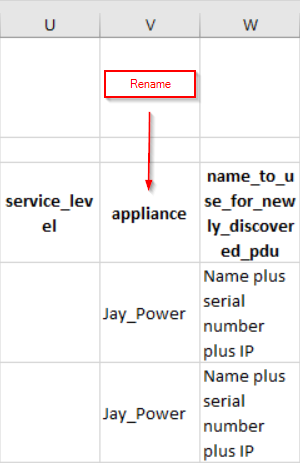 U V W
Rename
service_lev
el
appliance
name_to_u
se_for_new
ly_discover
ed_pdu
Jay_Power
Name plus
serial
number
plus IP
Jay_Power
Name plus
serial
number
plus IP